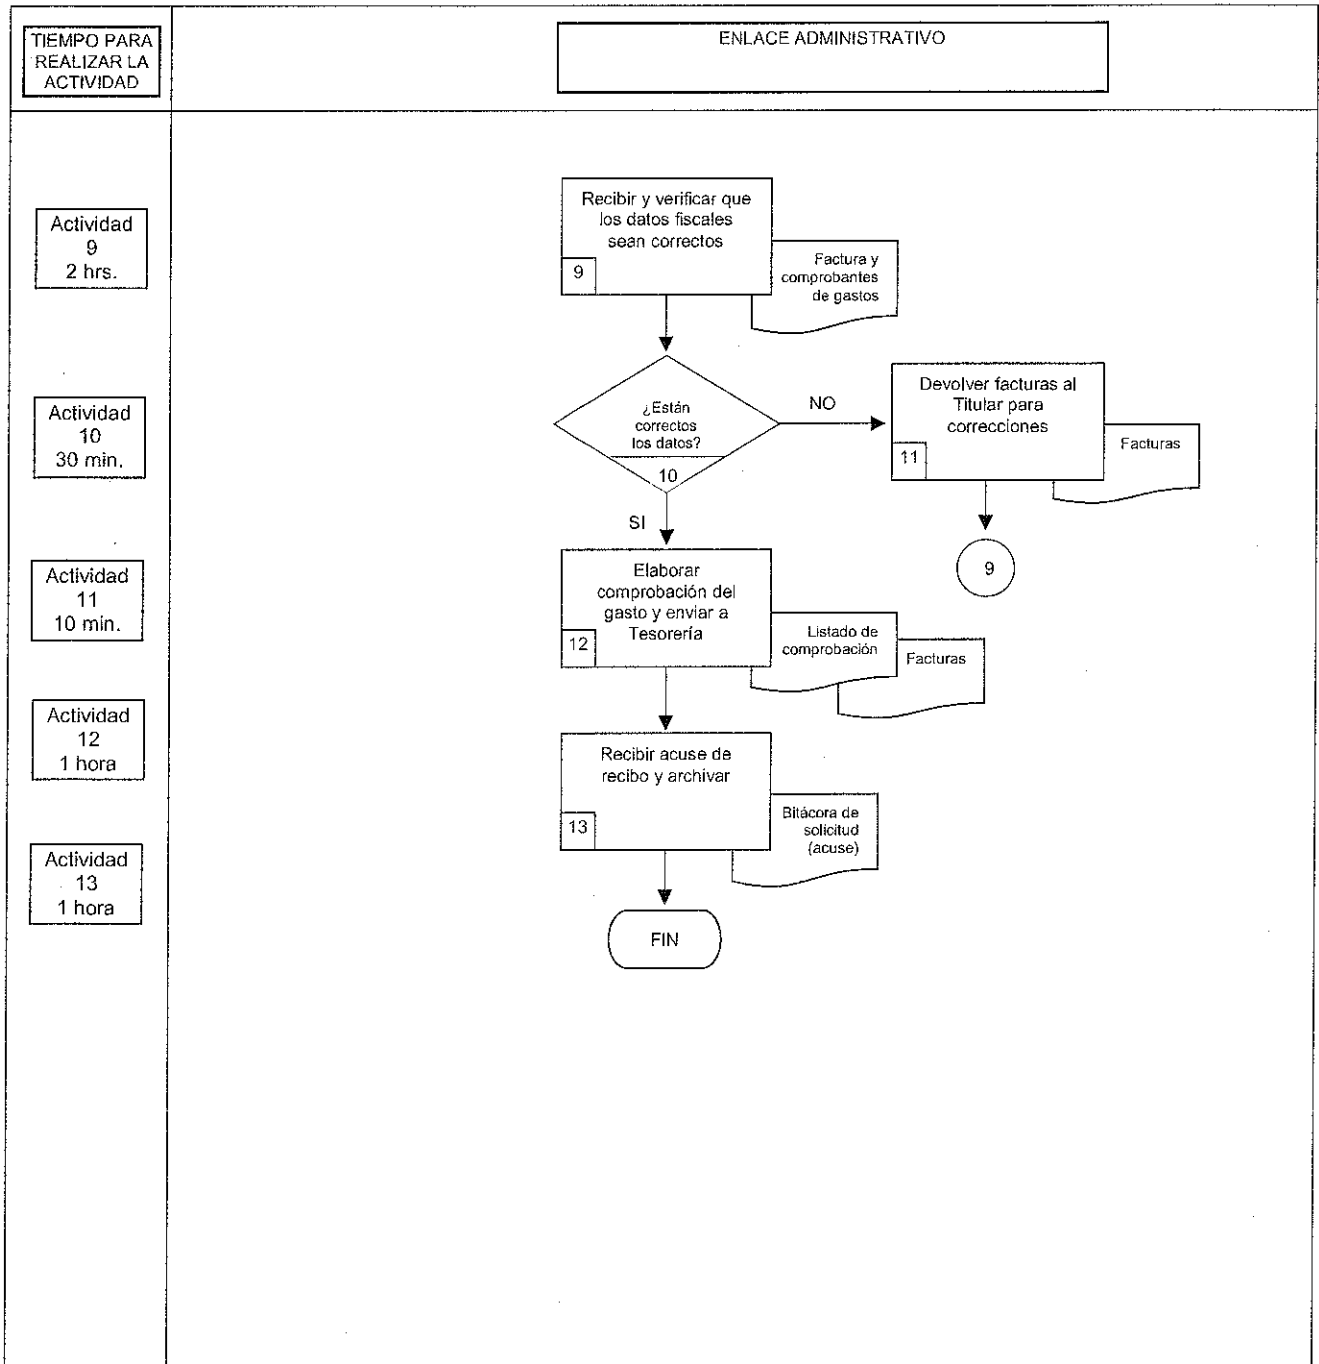 TIEMPO PARA
REALIZAR LA
ACTIVIDAD
ENLACE ADMINISTRATIVO
Actividad
9
2 hrs.
Recibir y verificar que
los datos fiscales
sean correctos
9
Factura y
comprobantes
de gastos
Actividad
10
30 min.
¿Están
correctos
los datos?
10
NO
Devolver facturas al
Titular para
correcciones
11
Facturas
SI
9
Actividad
11
10 min.
Elaborar
comprobación del
gasto y enviar a
Tesorería
12
Listado de
comprobación
Facturas
Actividad
12
1 hora
Recibir acuse de
recibo y archivar
13
Bitácora de
solicitud
(acuse)
Actividad
13
1 hora
FIN